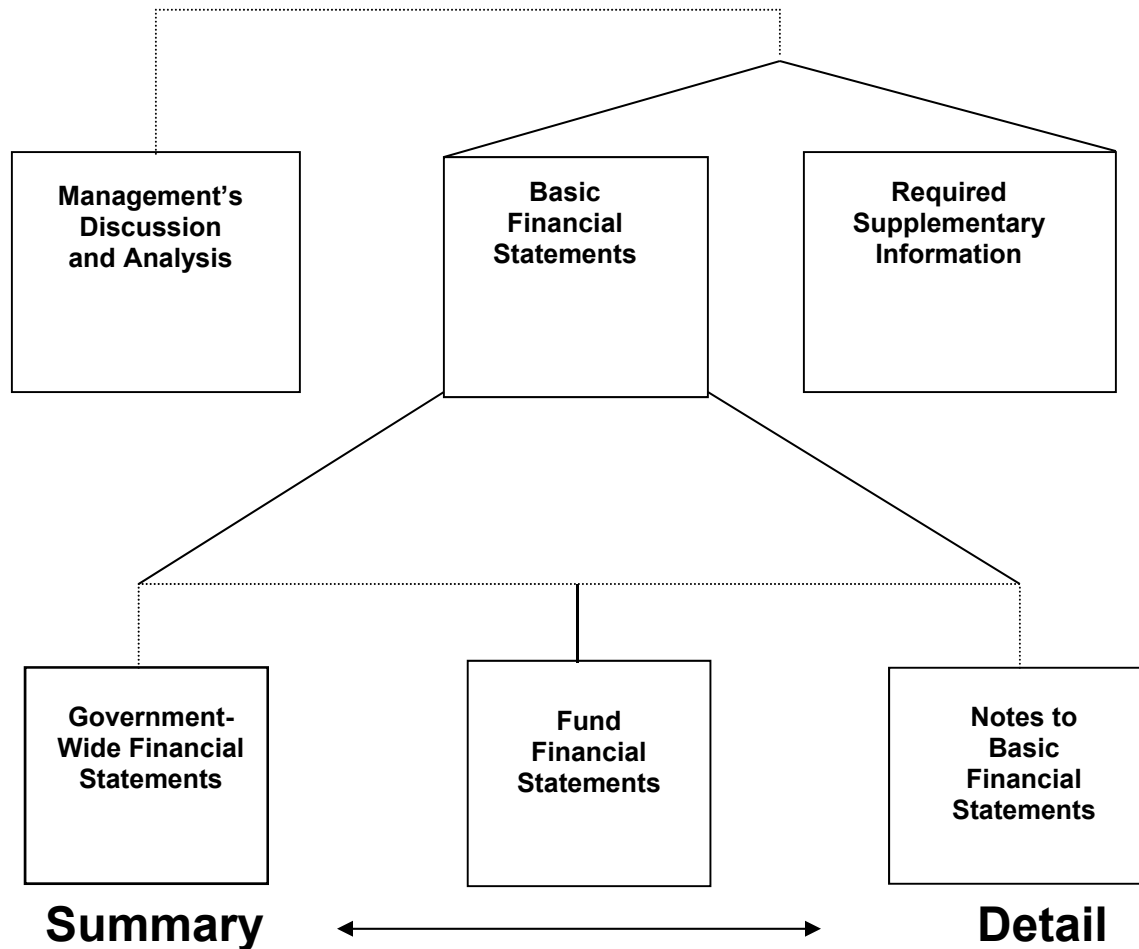 Management’s
Discussion
and Analysis
Basic
Financial
Statements
Required
Supplementary
Information
Government-
Wide Financial
Statements
Fund
Financial
Statements
Notes to
Basic
Financial
Statements
Summary
Detail